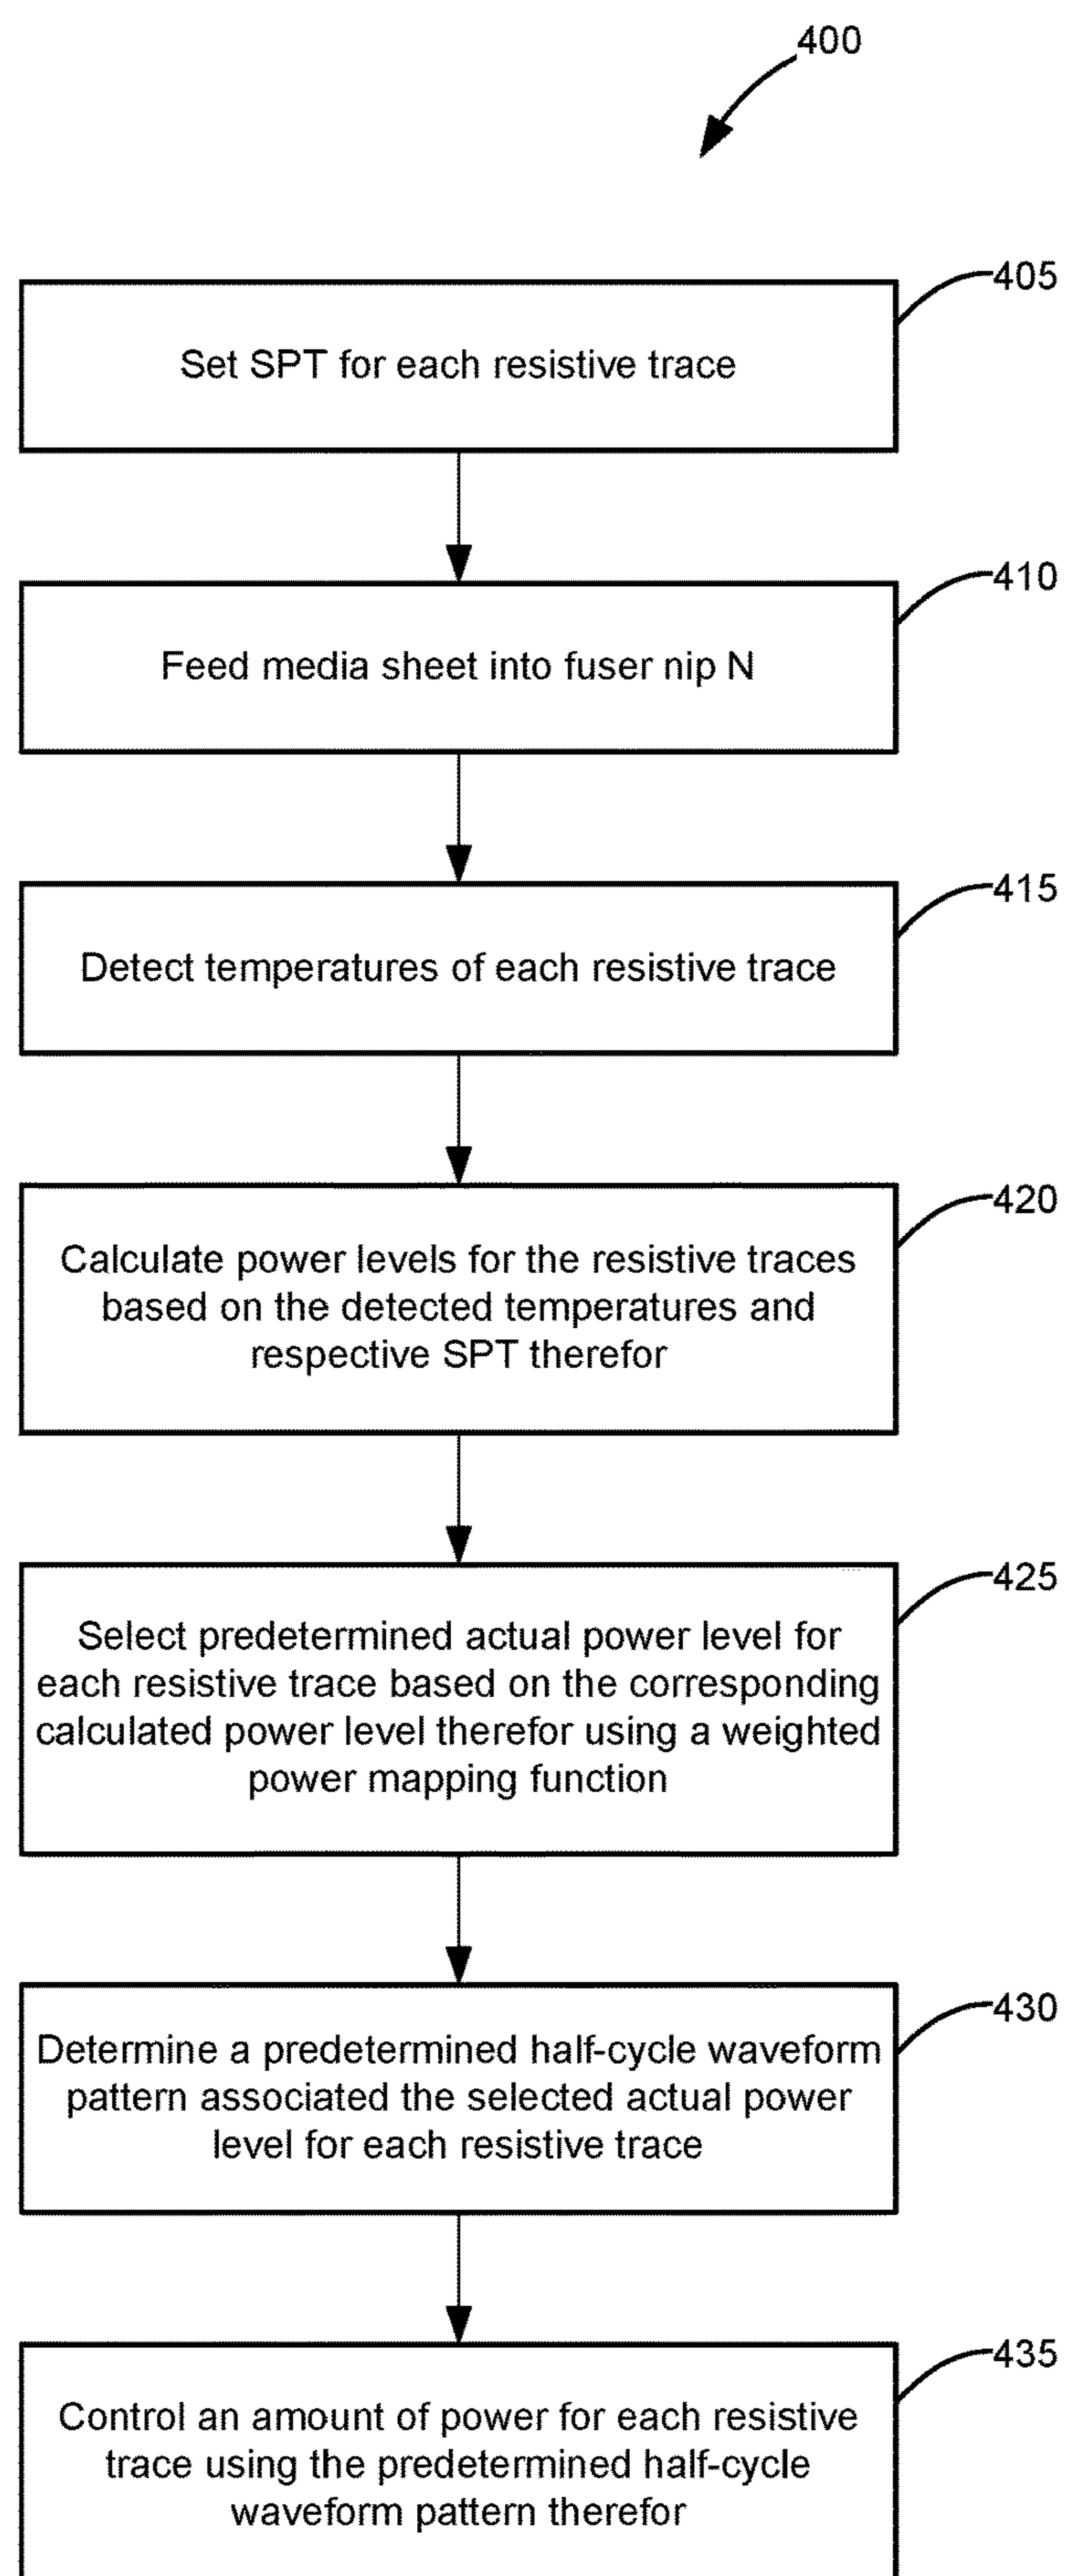 400
405
Set SPT for each resistive trace
410
Feed media sheet into fuser nip N
415
Detect temperatures of each resistive trace
420
Calculate power levels for the resistive traces
based on the detected temperatures and
respective SPT therefor
425
Select predetermined actual power level for
each resistive trace based on the corresponding
calculated power level therefor using a weighted
power mapping function
430
Determine a predetermined half-cycle waveform
pattern associated the selected actual power
level for each resistive trace
435
Control an amount of power for each resistive
trace using the predetermined half-cycle
waveform pattern therefor